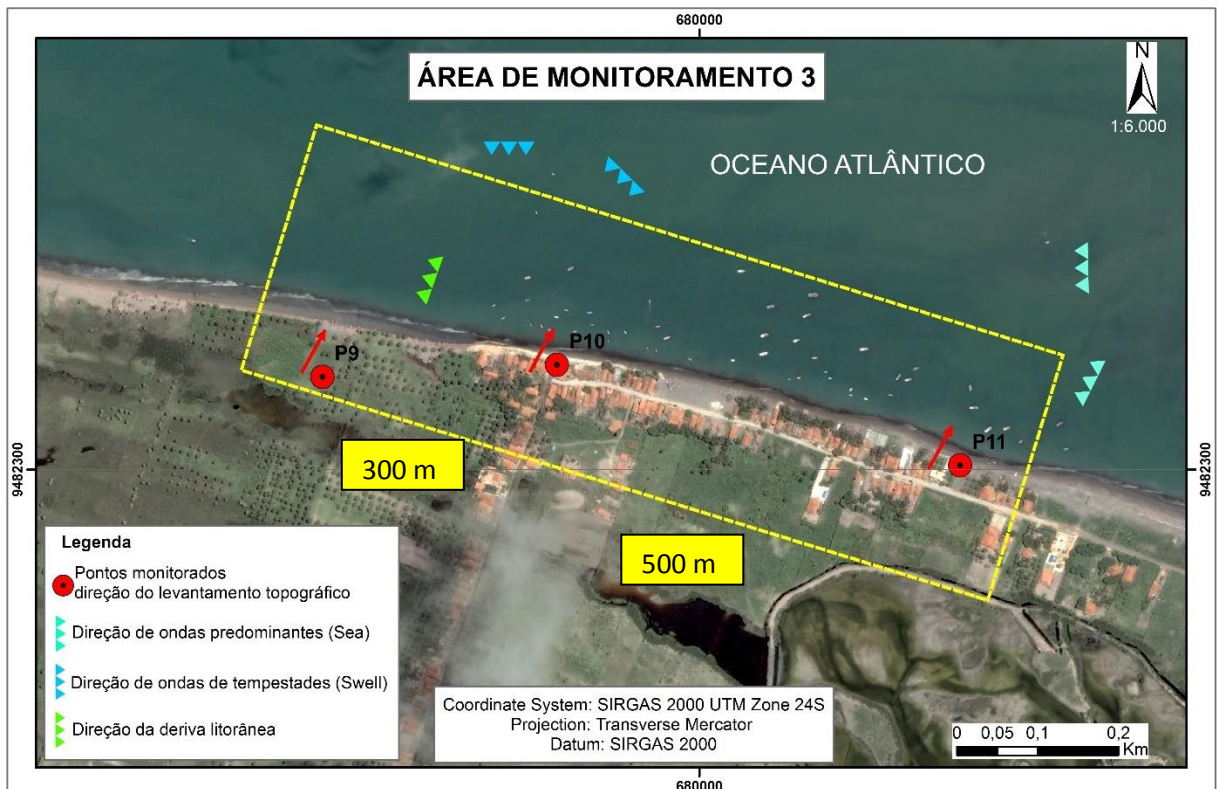 680000
ÁREA DE MONITORAMENTO 3
N
1:6.000
OCEANO ATLÂNTICO
P9
P10
P11
9482300
9482300
300 m
500 m
Legenda
Pontos monitorados
direção do levantamento topográfico
Direção de ondas predominantes (Sea)
Direção de ondas de tempestades (Swell)
Direção da deriva litorânea
Coordinate System: SIRGAS 2000 UTM Zone 24S
Projection: Transverse Mercator
Datum: SIRGAS 2000
0 0,05 0,1 0,2
Km
680000